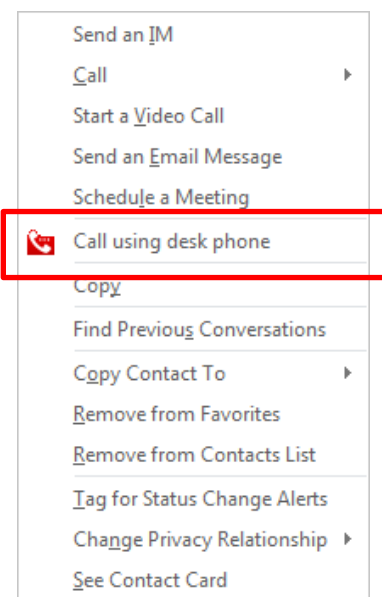 Send an IM
Call
Start a Video Call
Send an Email Message
Schedule a Meeting
Call using desk phone
Copy
Find Previous Conversations
Copy Contact To
Remove from Favorites
Remove from Contacts List
Tag for Status Change Alerts
Change Privacy Relationship
See Contact Card